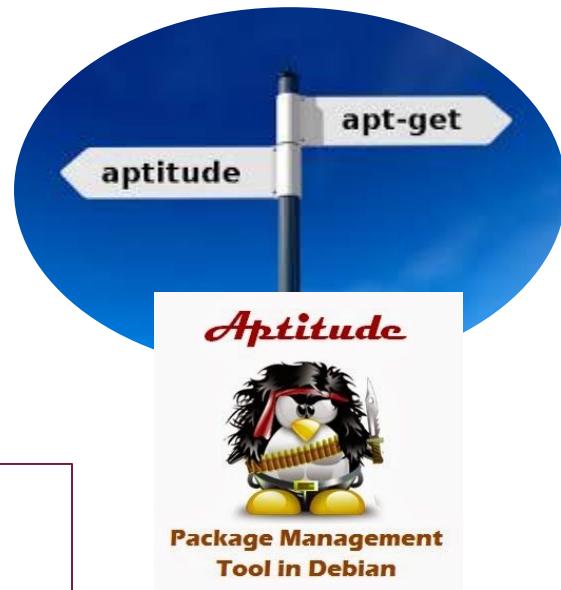 apt-get
aptitude
Aptitude
Package Management
Tool in Debian